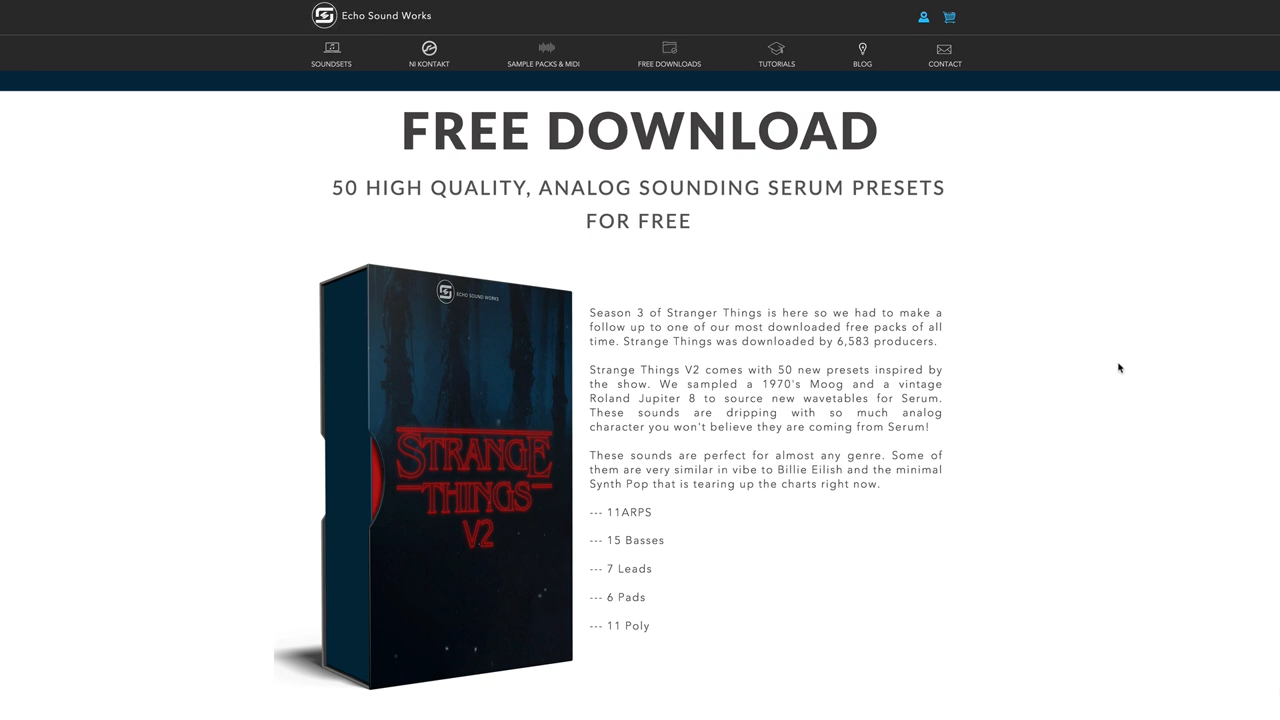 Echo Sound Works
SOUNDSETS
NI KONTAKT
SAMPLE PACKS & MIDI
FREE DOWNLOADS
TUTORIALS
BLOG
CONTACT
FREE DOWNLOAD
50 HIGH QUALITY, ANALOG SOUNDING SERUM PRESETS
FOR FREE
ECHO SOUND WORKS
STRANGE
THINGS
V2
Season 3 of Stranger Things is here so we had to make a
follow up to one of our most downloaded free packs of all
time. Strange Things was downloaded by 6,583 producers.
Strange Things V2 comes with 50 new presets inspired by
the show. We sampled a 1970's Moog and a vintage
Roland Jupiter 8 to source new wavetables for Serum.
These sounds are dripping with so much analog
character you won't believe they are coming from Serum!
These sounds are perfect for almost any genre. Some of
them are very similar in vibe to Billie Eilish and the minimal
Synth Pop that is tearing up the charts right now.
--- 11ARPS
--- 15 Basses
--- 7 Leads
--- 6 Pads
--- 11 Poly